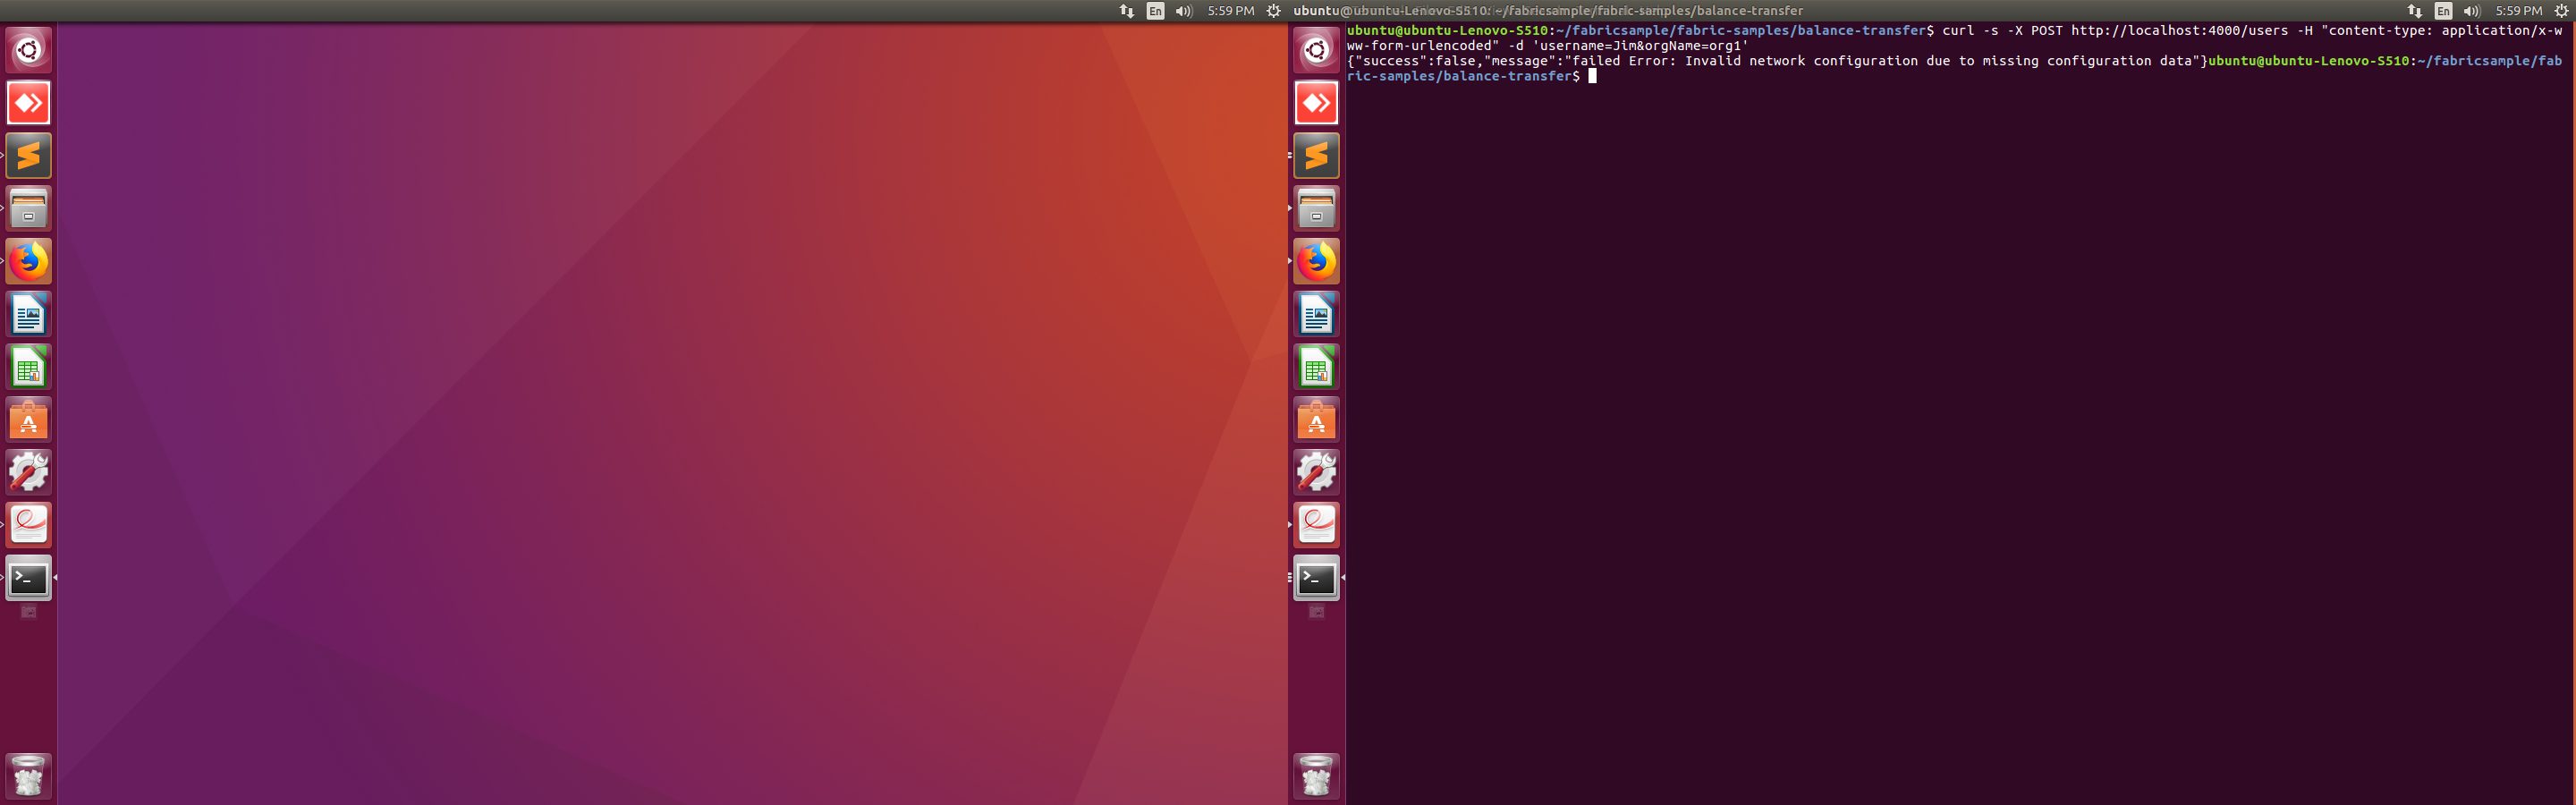 En 5:59 PM
ubuntu@ubuntu-Lenovo-S510: ~/fabricsample/fabric-samples/balance-transfer
En 5:59 PM
ubuntu@ubuntu-Lenovo-S510:~/fabricsample/fabric-samples/balance-transfer$ curl -s -X POST http://localhost:4000/users -H "content-type: application/x-w
ww-form-urlencoded" -d 'username=Jim&orgName=org1'
{"success":false,"message":"failed Error: Invalid network configuration due to missing configuration data"}ubuntu@ubuntu-Lenovo-S510:~/fabricsample/fab
ric-samples/balance-transfer$